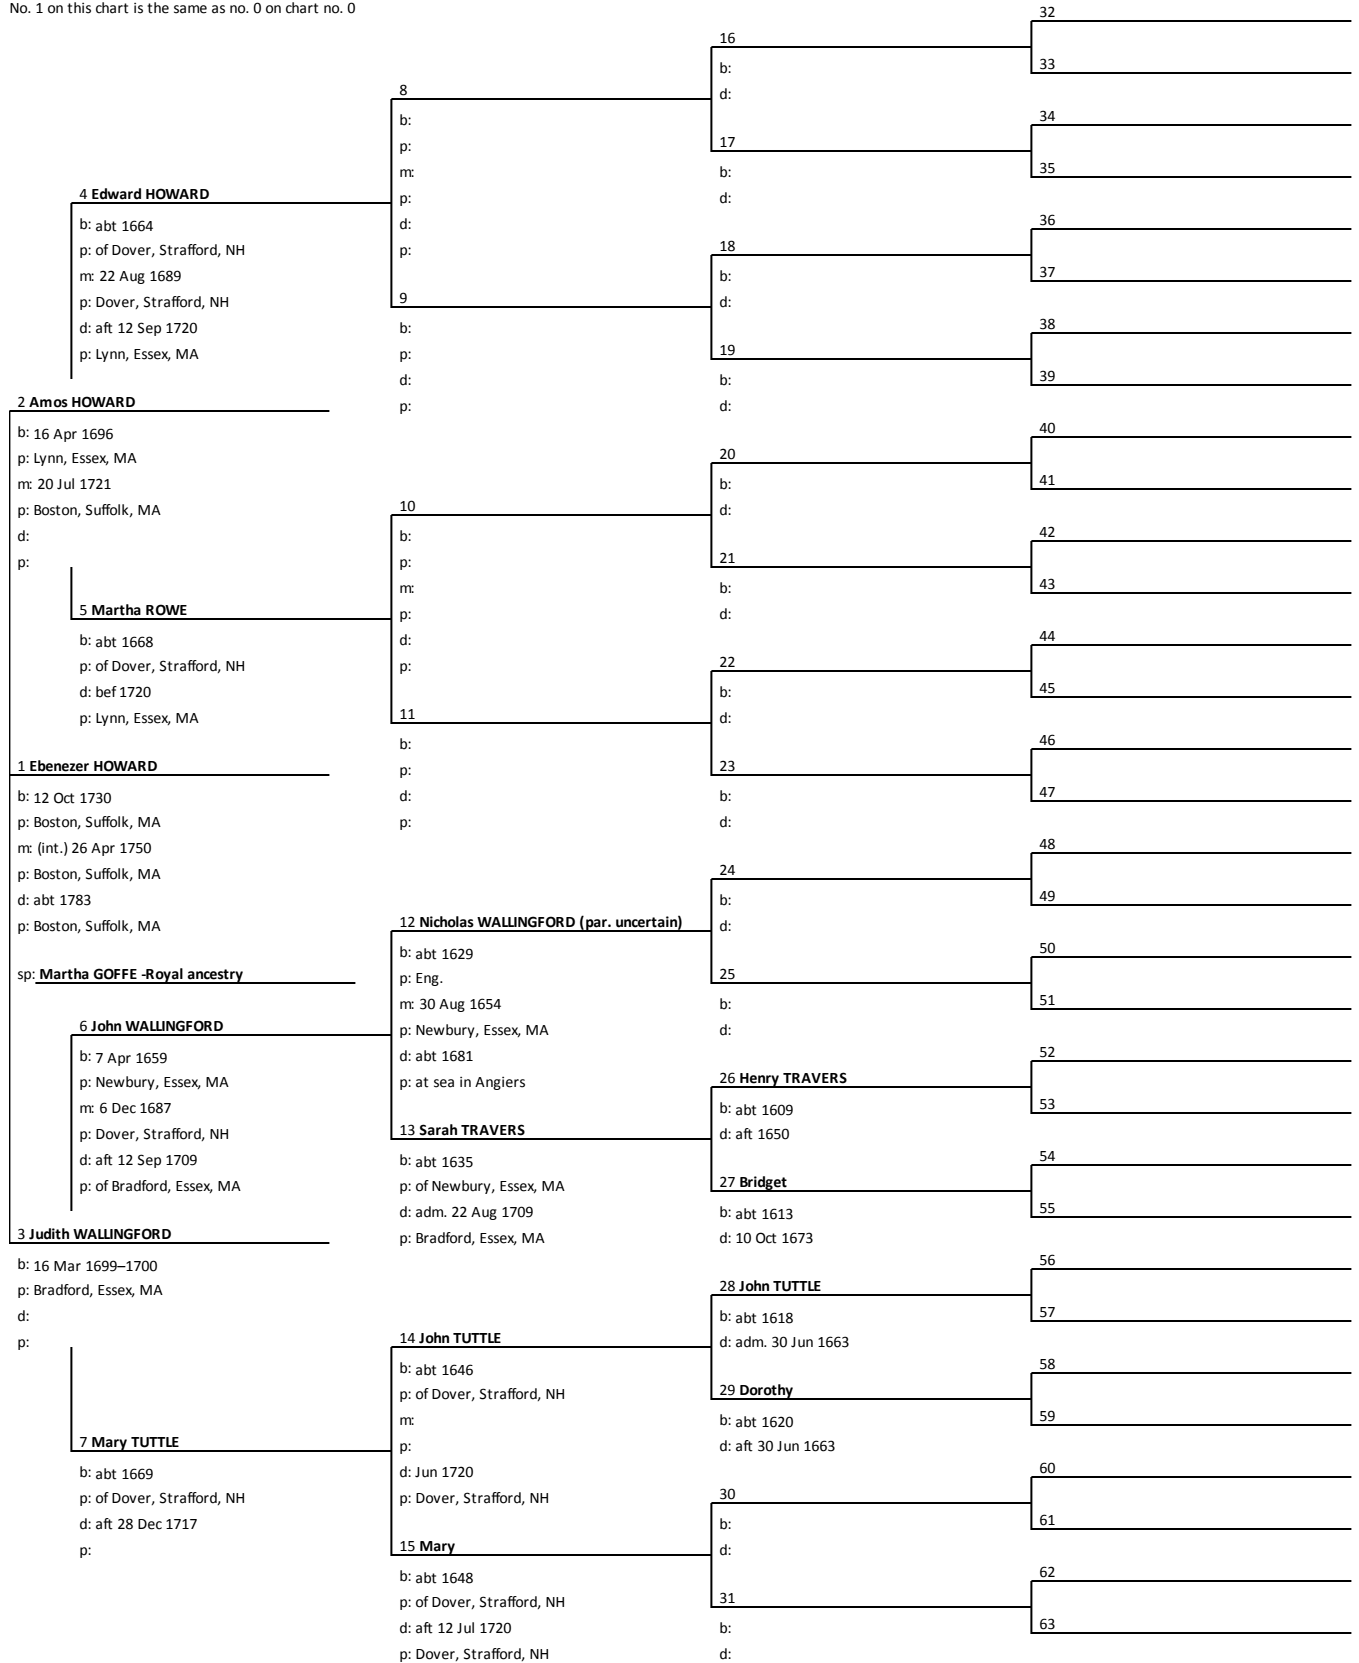 No. 1 on this chart is the same as no. 0 on chart no. 0
4 Edward HOWARD
b: abt 1664
p: of Dover, Strafford, NH
m: 22 Aug 1689
p: Dover, Strafford, NH
d: aft 12 Sep 1720
p: Lynn, Essex, MA
2 Amos HOWARD
b: 16 Apr 1696
p: Lynn, Essex, MA
m: 20 Jul 1721
p: Boston, Suffolk, MA
d:
p:
5 Martha ROWE
b: abt 1668
p: of Dover, Strafford, NH
d: bef 1720
p: Lynn, Essex, MA
1 Ebenezer HOWARD
b: 12 Oct 1730
p: Boston, Suffolk, MA
m: (int.) 26 Apr 1750
p: Boston, Suffolk, MA
d: abt 1783
p: Boston, Suffolk, MA
sp: Martha GOFFE -Royal ancestry
6 John WALLINGFORD
b: 7 Apr 1659
p: Newbury, Essex, MA
m: 6 Dec 1687
p: Dover, Strafford, NH
d: aft 12 Sep 1709
p: of Bradford, Essex, MA
3 Judith WALLINGFORD
b: 16 Mar 1699–1700
p: Bradford, Essex, MA
d:
p:
7 Mary TUTTLE
b: abt 1669
p: of Dover, Strafford, NH
d: aft 28 Dec 1717
p:
8
b:
p:
m:
p:
d:
p:
9
b:
p:
d:
p:
10
b:
p:
m:
p:
d:
p:
11
b:
p:
d:
p:
12 Nicholas WALLINGFORD (par. uncertain)
b: abt 1629
p: Eng.
m: 30 Aug 1654
p: Newbury, Essex, MA
d: abt 1681
p: at sea in Angiers
13 Sarah TRAVERS
b: abt 1635
p: of Newbury, Essex, MA
d: adm. 22 Aug 1709
p: Bradford, Essex, MA
14 John TUTTLE
b: abt 1646
p: of Dover, Strafford, NH
m:
p:
d: Jun 1720
p: Dover, Strafford, NH
15 Mary
b: abt 1648
p: of Dover, Strafford, NH
d: aft 12 Jul 1720
p: Dover, Strafford, NH
16
b:
d:
17
b:
d:
18
b:
d:
19
b:
d:
20
b:
d:
21
b:
d:
22
b:
d:
23
b:
d:
24
b:
d:
25
b:
d:
26 Henry TRAVERS
b: abt 1609
d: aft 1650
27 Bridget
b: abt 1613
d: 10 Oct 1673
28 John TUTTLE
b: abt 1618
d: adm. 30 Jun 1663
29 Dorothy
b: abt 1620
d: aft 30 Jun 1663
30
b:
d:
31
b:
d:
32
33
34
35
36
37
38
39
40
41
42
43
44
45
46
47
48
49
50
51
52
53
54
55
56
57
58
59
60
61
62
63